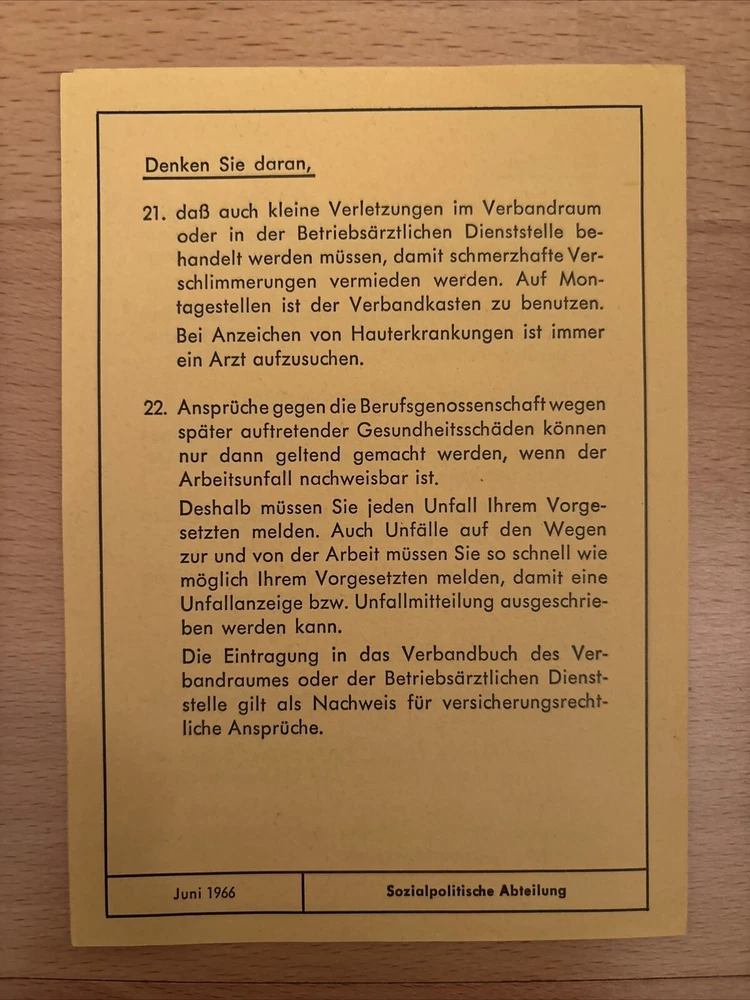 Denken Sie daran,
21. daß auch kleine Verletzungen im Verbandraum
oder in der Betriebsärztlichen Dienststelle be-
handelt werden müssen, damit schmerzhafte Ver-
schlimmerungen vermieden werden. Auf Mon-
tagestellen ist der Verbandkasten zu benutzen.
Bei Anzeichen von Hauterkrankungen ist immer
ein Arzt aufzusuchen.
22. Ansprüche gegen die Berufsgenossenschaft wegen
später auftretender Gesundheitsschäden können
nur dann geltend gemacht werden, wenn der
Arbeitsunfall nachweisbar ist.
Deshalb müssen Sie jeden Unfall Ihrem Vorge-
setzten melden. Auch Unfälle auf den Wegen
zur und von der Arbeit müssen Sie so schnell wie
möglich Ihrem Vorgesetzten melden, damit eine
Unfallanzeige bzw. Unfallmitteilung ausgeschrie-
ben werden kann.
Die Eintragung in das Verbandbuch des Ver-
bandraumes oder der Betriebsärztlichen Dienst-
stelle gilt als Nachweis für versicherungsrecht-
liche Ansprüche.
Juni 1966
Sozialpolitische Abteilung